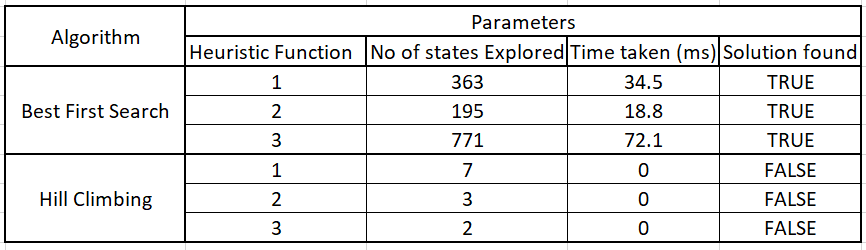 Algorithm
Parameters
Heuristic Function No of states Explored Time taken (ms) Solution found
Best First Search
1 363 34.5 TRUE
2 195 18.8 TRUE
3 771 72.1 TRUE
Hill Climbing
1 7 0 FALSE
2 3 0 FALSE
3 2 0 FALSE